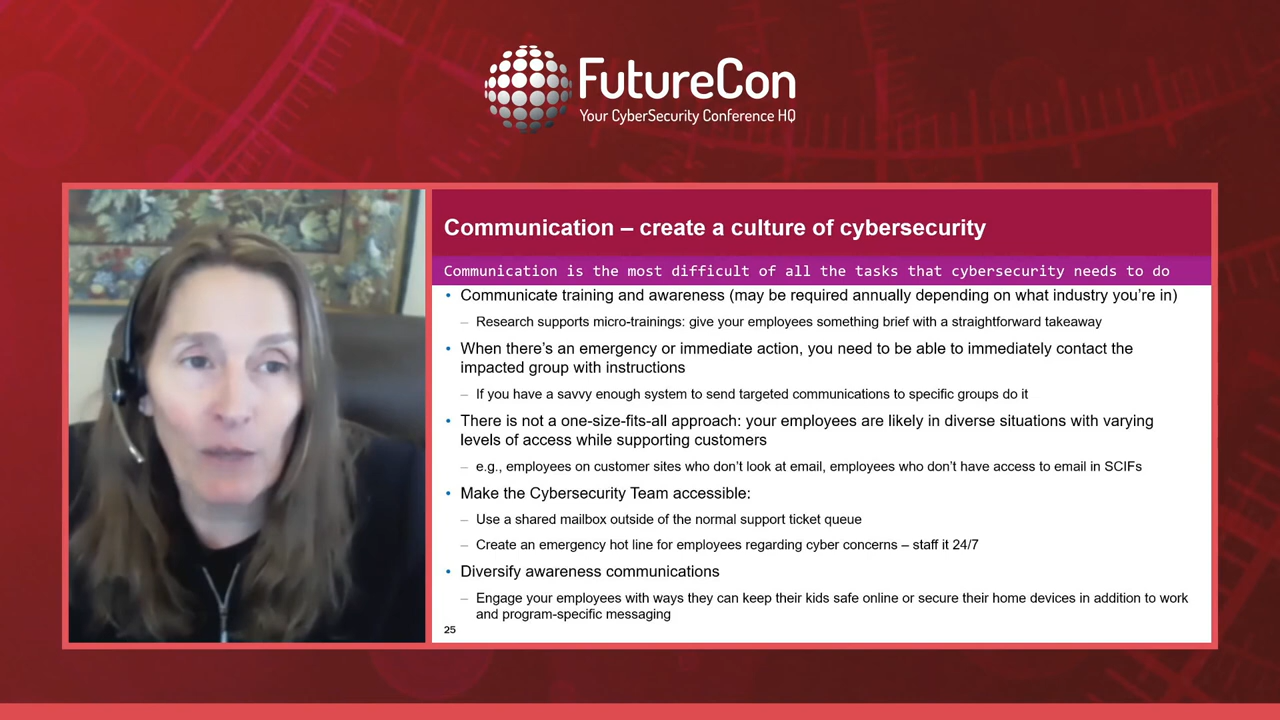 FutureCon
Your CyberSecurity Conference HQ
Communication – create a culture of cybersecurity
Communication is the most difficult of all the tasks that cybersecurity needs to do
• Communicate training and awareness (may be required annually depending on what industry you're in)
– Research supports micro-trainings: give your employees something brief with a straightforward takeaway
• When there's an emergency or immediate action, you need to be able to immediately contact the
impacted group with instructions
– If you have a savvy enough system to send targeted communications to specific groups do it
• There is not a one-size-fits-all approach: your employees are likely in diverse situations with varying
levels of access while supporting customers
– e.g., employees on customer sites who don't look at email, employees who don't have access to email in SCIFs
• Make the Cybersecurity Team accessible:
– Use a shared mailbox outside of the normal support ticket queue
– Create an emergency hot line for employees regarding cyber concerns – staff it 24/7
• Diversify awareness communications
– Engage your employees with ways they can keep their kids safe online or secure their home devices in addition to work
and program-specific messaging
25